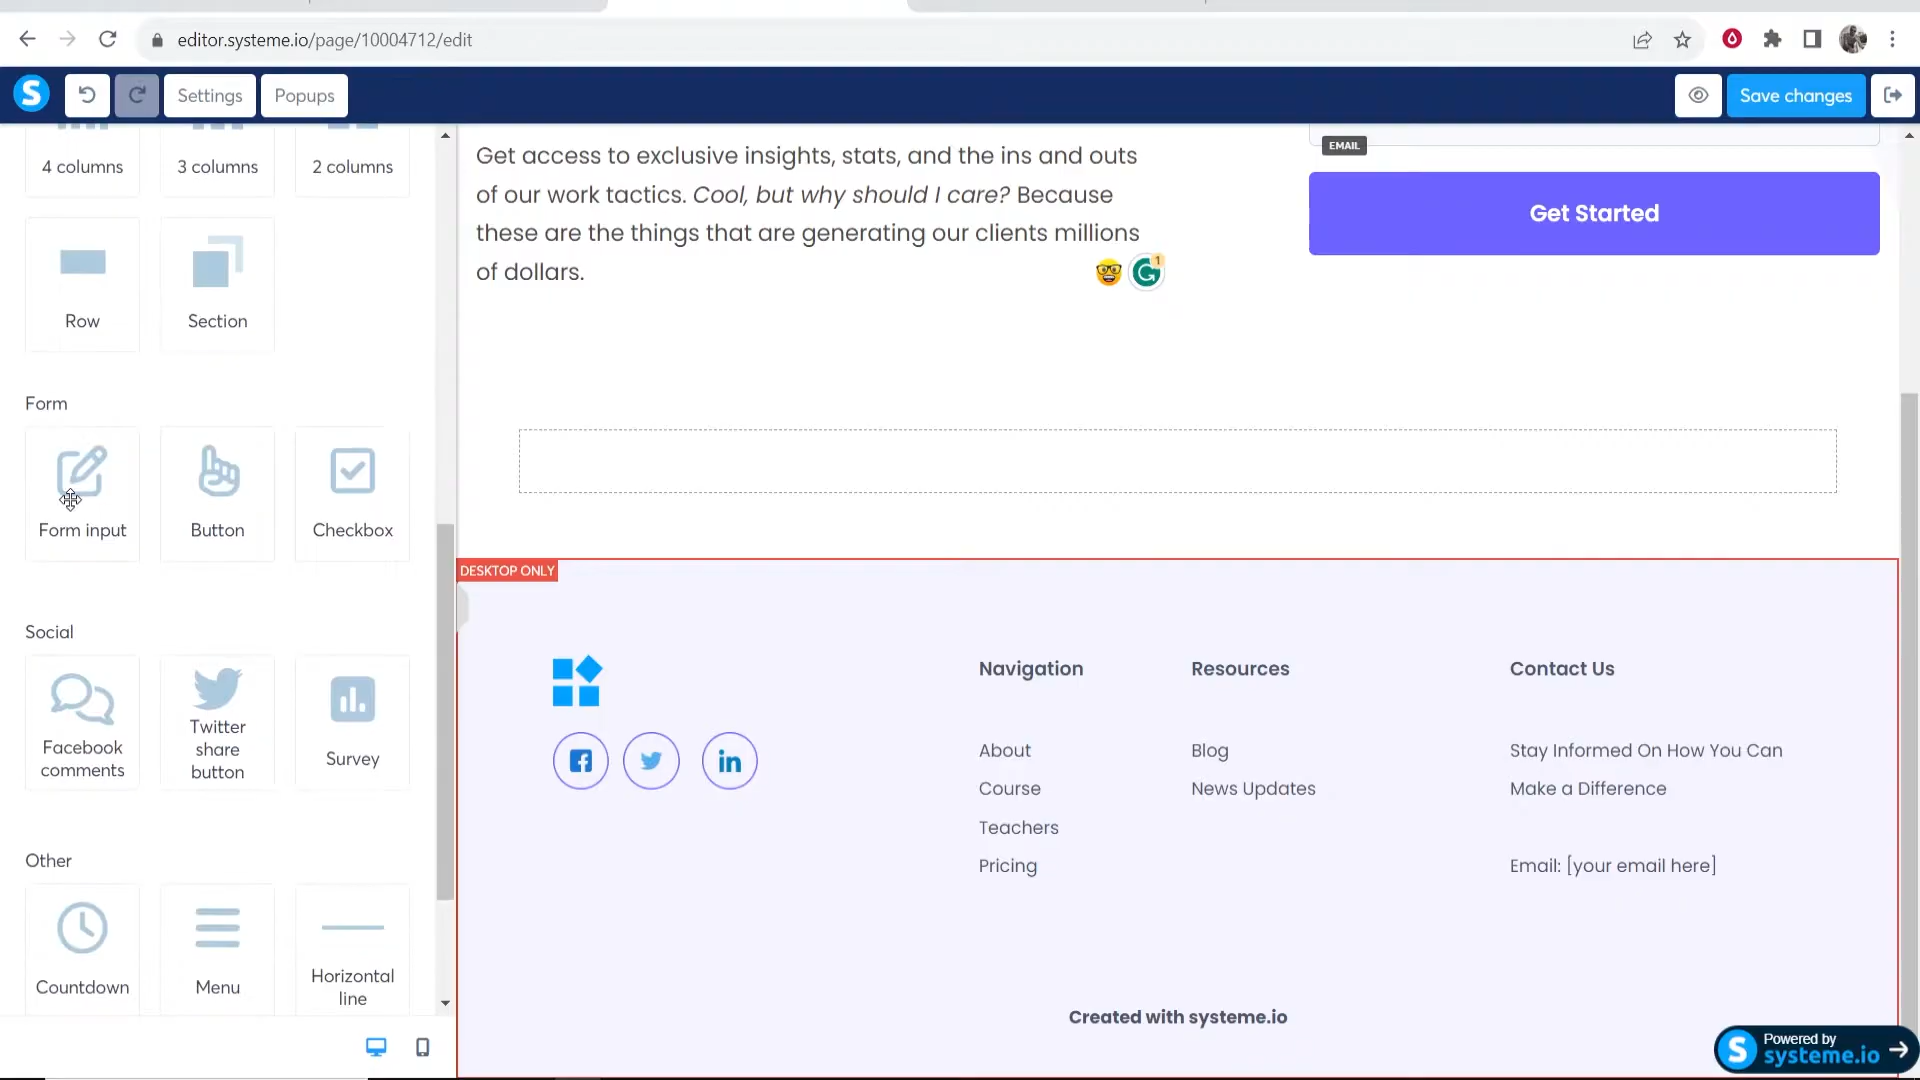 editor.systeme.io/page/10004712/edit
S
Settings
Popups
Save changes
4 columns
3 columns
2 columns
Row
Section
Form
Form input
Button
Checkbox
Social
Facebook
comments
Twitter
share
button
Survey
Other
Countdown
Menu
Horizontal
line
Get access to exclusive insights, stats, and the ins and outs
of our work tactics. Cool, but why should I care? Because
these are the things that are generating our clients millions
of dollars.
1
EMAIL
Get Started
DESKTOP ONLY
Navigation
About
Course
Teachers
Pricing
Resources
Blog
News Updates
Contact Us
Stay Informed On How You Can
Make a Difference
Email: [your email here]
in
Created with systeme.io
S
Powered by
systeme.io